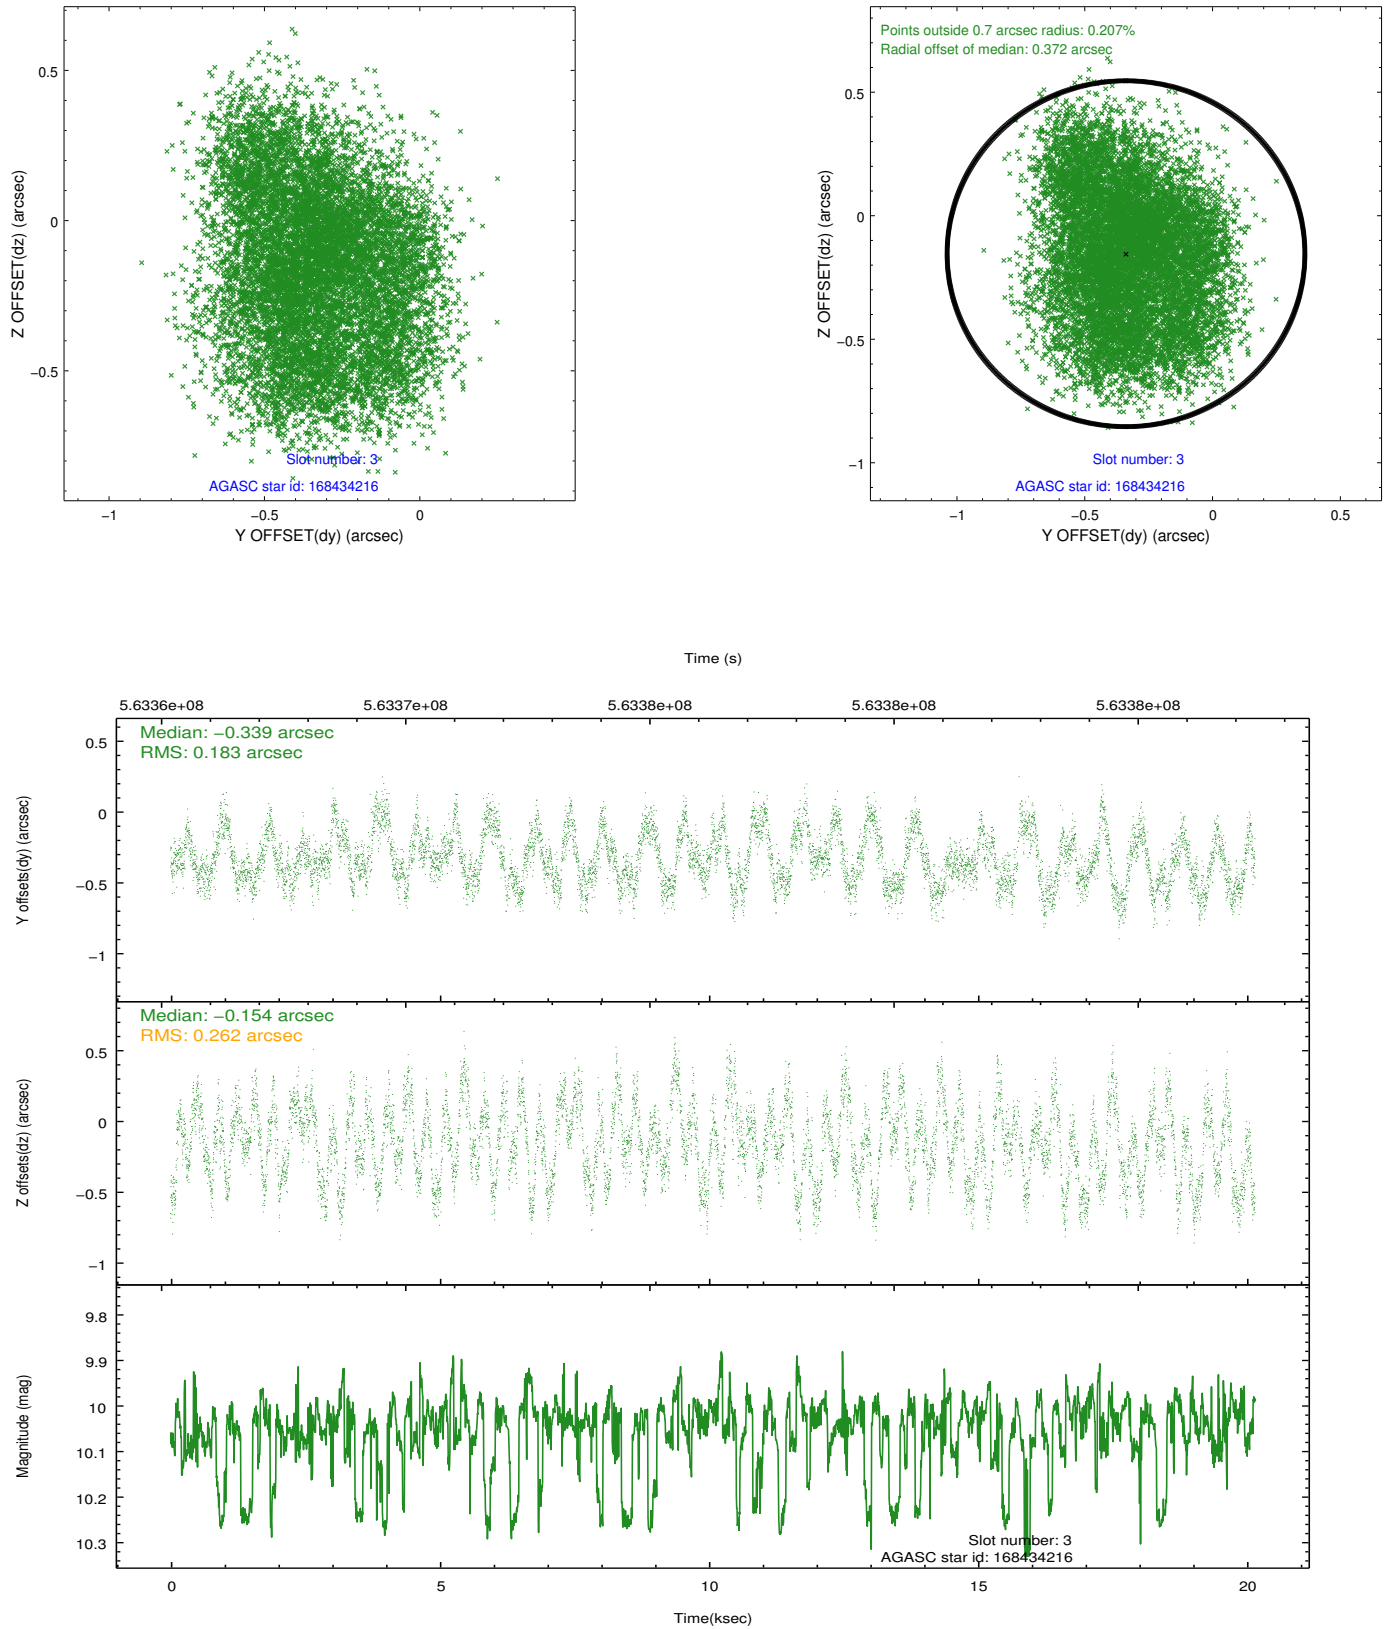 0.5
0
−0.5
Z OFFSET(dz) (arcsec)
Slot number: 3
AGASC star id: 168434216
−1
−0.5
0
Y OFFSET(dy) (arcsec)
Points outside 0.7 arcsec radius: 0.207%
Radial offset of median: 0.372 arcsec
0.5
0
−0.5
−1
Z OFFSET(dz) (arcsec)
Slot number: 3
AGASC star id: 168434216
−1
−0.5
0
0.5
Y OFFSET(dy) (arcsec)
Time (s)
5.6336e+08
5.6337e+08
5.6338e+08
5.6338e+08
5.6338e+08
Median: −0.339 arcsec
RMS: 0.183 arcsec
0.5
0
−0.5
−1
Y offsets(dy) (arcsec)
Median: −0.154 arcsec
RMS: 0.262 arcsec
0.5
0
−0.5
−1
Z offsets(dz) (arcsec)
9.8
9.9
10
10.1
10.2
10.3
Magnitude (mag)
Slot number: 3
AGASC star id: 168434216
0
5
10
15
20
Time(ksec)